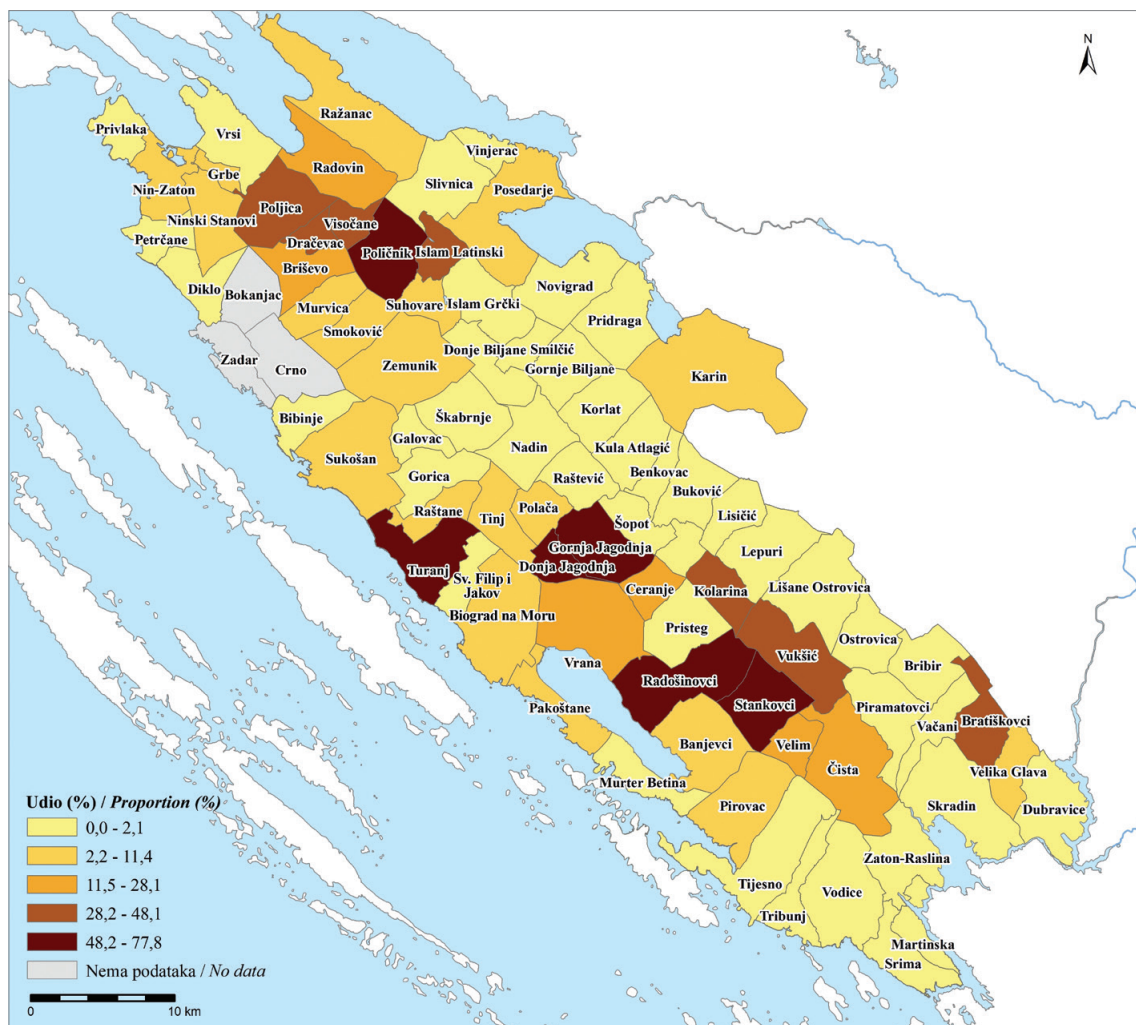 N
Ražanac
Privlaka
Vrsi
Vinjerac
Radovin
Grbe
Slivnica
Posedarje
Nin-Zaton
Poljica
Ninski Stanovi
Visočane
Petrčane
Dračevac
Poličnik
Islam Latinski
Briševo
Diklo
Bokanjac
Novigrad
Murvica
Suhovare
Islam Grčki
Pridraga
Smoković
Zadar
Donje Biljane
Smilčić
Crno
Zemunik
Gornje Biljane
Karin
Bibinje
Škabrnje
Korlat
Galovac
Nadin
Kula Atlagić
Sukošan
Gorica
Raštević
Benkovac
Buković
Raštane
Tinj
Polača
Šopot
Lisičić
Gornja Jagodnja
Lepuri
Turanj
Donja Jagodnja
Sv. Filip i
Jakov
Ceranje
Kolarina
Lišane Ostrovica
Biograd na Moru
Pristeg
Ostrovica
Vrana
Vukšić
Bribir
Radošinovci
Stankovci
Piramatovci
Pakoštane
Vačani
Bratiškovci
Banjevci
Velim
Čista
Velika Glava
Murter Betina
Pirovac
Skradin
Dubravice
Zaton-Raslina
Tijesno
Vodice
Tribunj
Martinska
Srima
Udio (%) / Proportion (%)
0,0 - 2,1
2,2 - 11,4
11,5 - 28,1
28,2 - 48,1
48,2 - 77,8
Nema podataka / No data
0 10 km